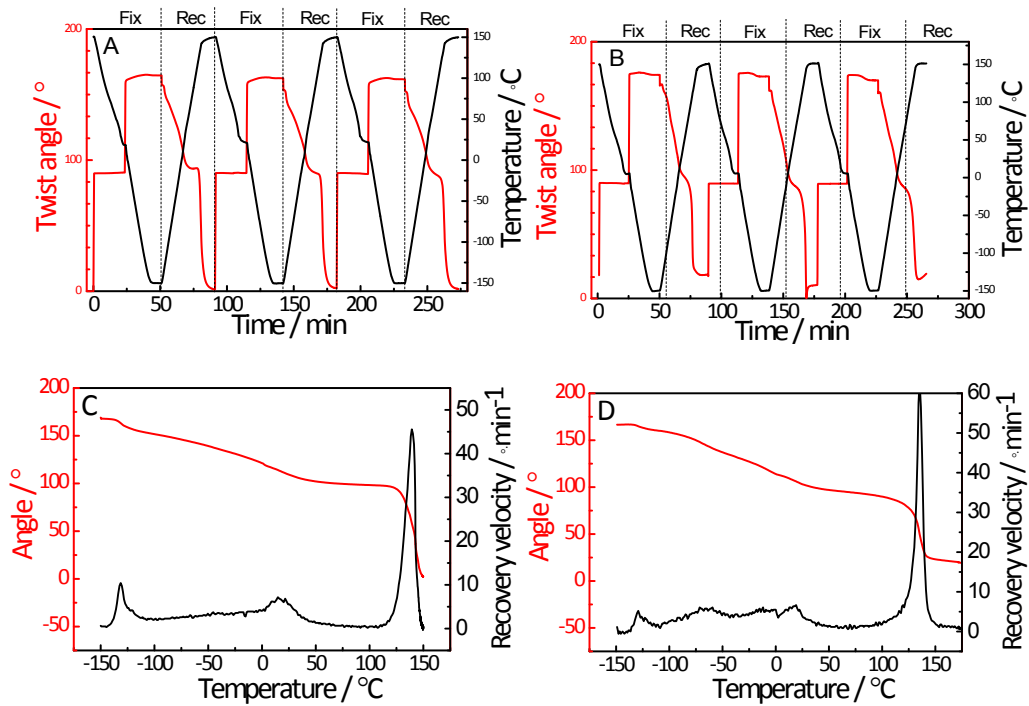 Fix Rec Fix Rec Fix Rec
A
200
100
0
Twist angle / °
150
100
50
0
-50
-100
-150
Temperature / °C
0 50 100 150 200 250
Time / min
Fix Rec Fix Rec Fix Rec
B
200
100
0
Twist angle / °
150
100
50
0
-50
-100
-150
Temperature / °C
0 50 100 150 200 250 300
Time / min
C
200
150
100
50
0
-50
Angle / °
50
40
30
20
10
0
Recovery velocity / °.min-1
-150 -100 -50 0 50 100 150
Temperature / °C
D
200
150
100
50
0
-50
Angle / °
60
50
40
30
20
10
0
Recovery velocity / °.min-1
-150 -100 -50 0 50 100 150
Temperature / °C